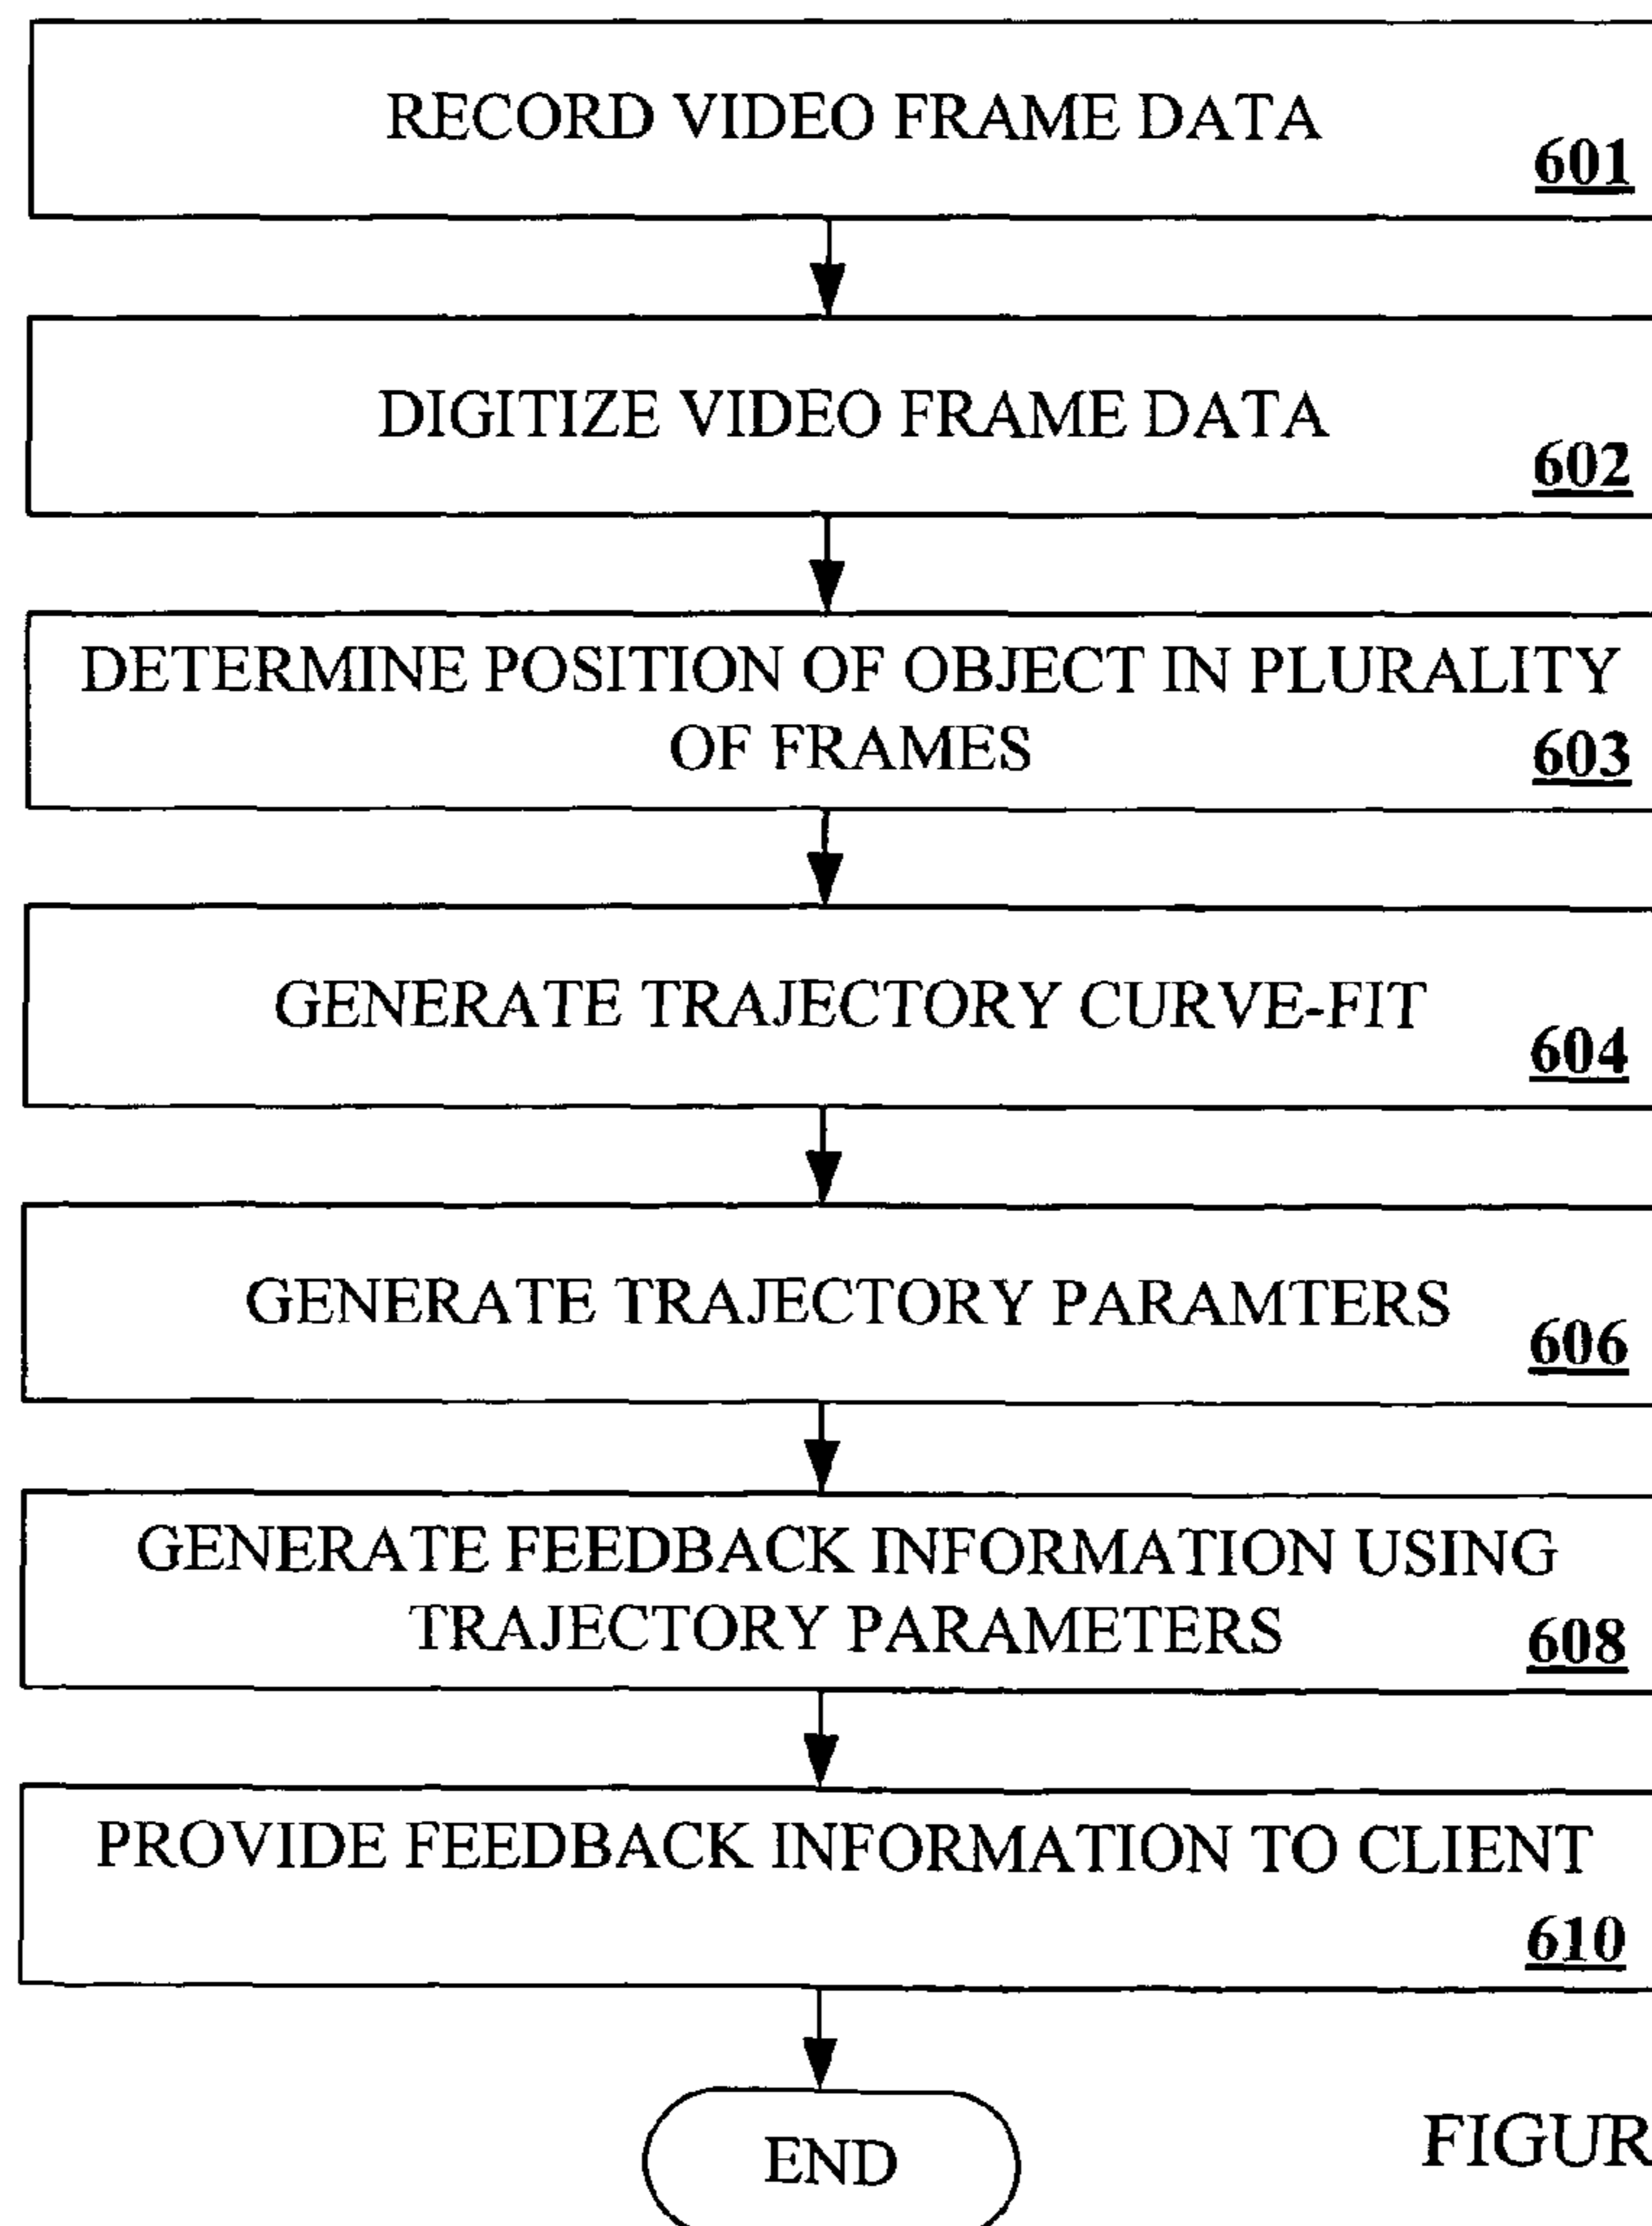 RECORD VIDEO FRAME DATA
601
DIGITIZE VIDEO FRAME DATA
602
DETERMINE POSITION OF OBJECT IN PLURALITY
OF FRAMES
603
GENERATE TRAJECTORY CURVE-FIT
604
GENERATE TRAJECTORY PARAMTERS
606
GENERATE FEEDBACK INFORMATION USING
TRAJECTORY PARAMETERS
608
PROVIDE FEEDBACK INFORMATION TO CLIENT
610
END
FIGUR